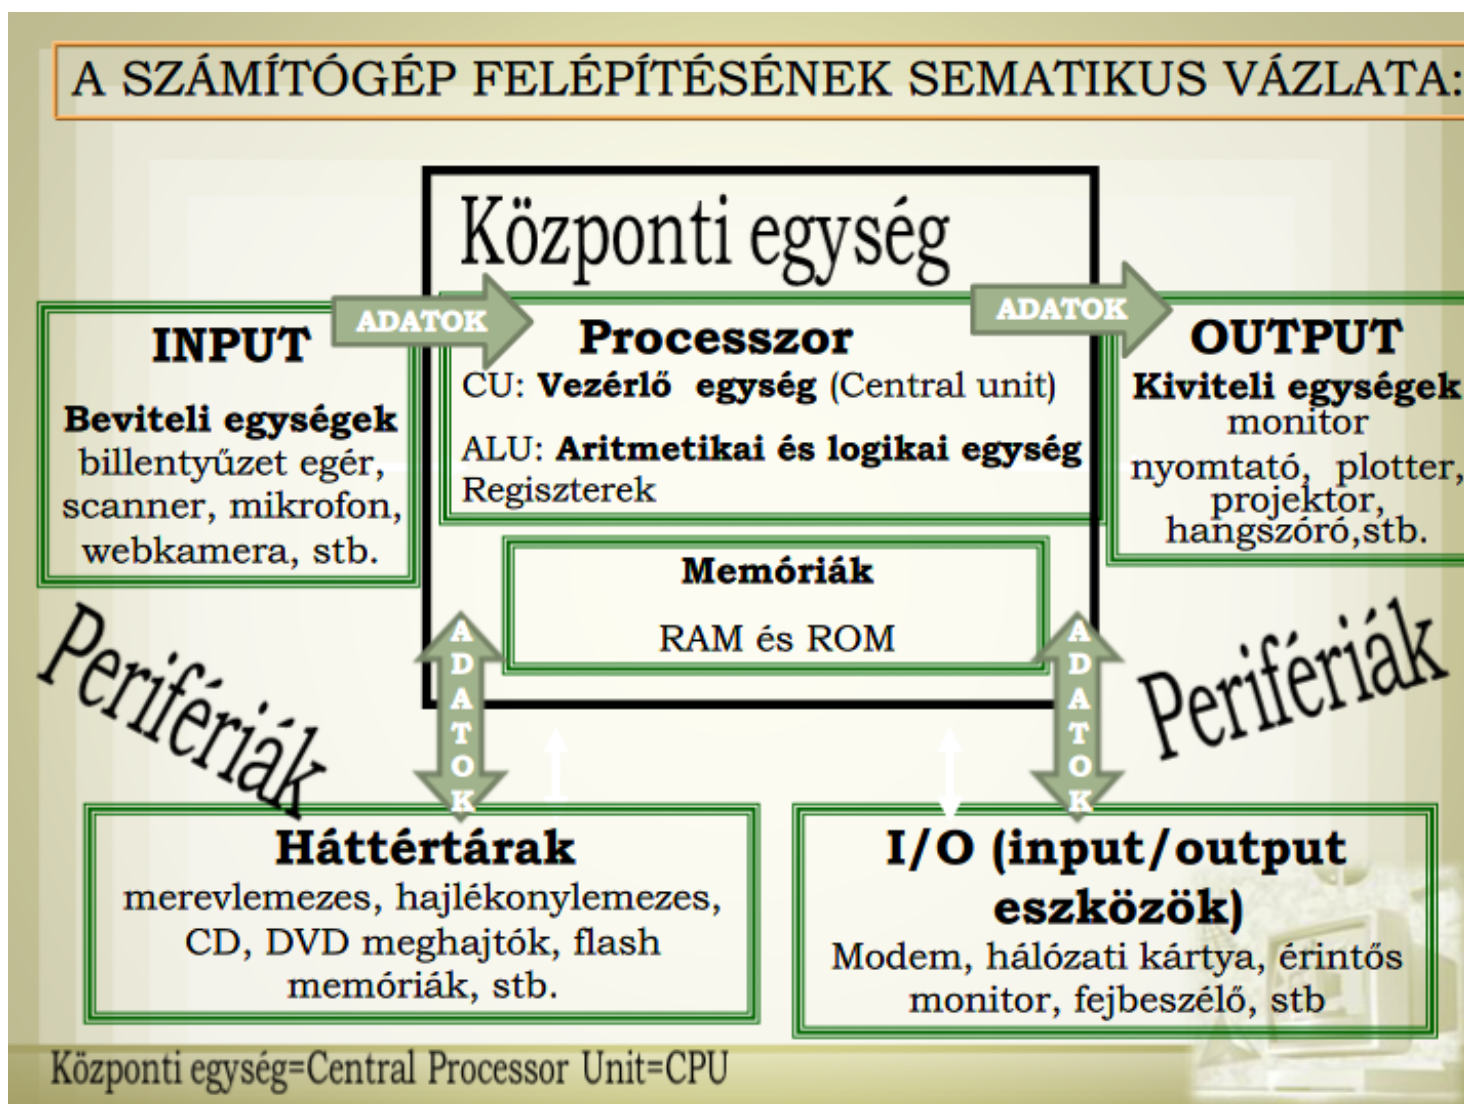 A SZÁMÍTÓGÉP FELÉPÍTÉSÉNEK SEMATIKUS VÁZLATA:
Központi egység
INPUT
Beviteli egységek
billentyűzet egér,
scanner, mikrofon,
webkamera, stb.
ADATOK
Processzor
CU: Vezérlő egység (Central unit)
ALU: Aritmetikai és logikai egység
Regiszterek
ADATOK
OUTPUT
Kiviteli egységek
monitor
nyomtató, plotter,
projektor,
hangszóró,stb.
Memóriák
RAM és ROM
Perifériák
ADATOK
ADATOK
Perifériák
Háttértárak
merevlemezes, hajlékonylemezes,
CD, DVD meghajtók, flash
memóriák, stb.
I/O (input/output
eszközök)
Modem, hálózati kártya, érintős
monitor, fejbeszélő, stb
Központi egység=Central Processor Unit=CPU